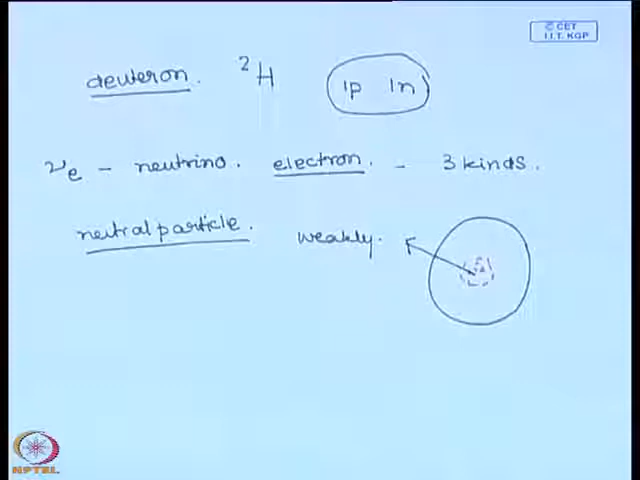 © CET
I.I.T. KGP
deuteron. ²H 1p 1n
νe – neutrino. electron. – 3 kinds.
neutral particle. weakly.
NPTEL